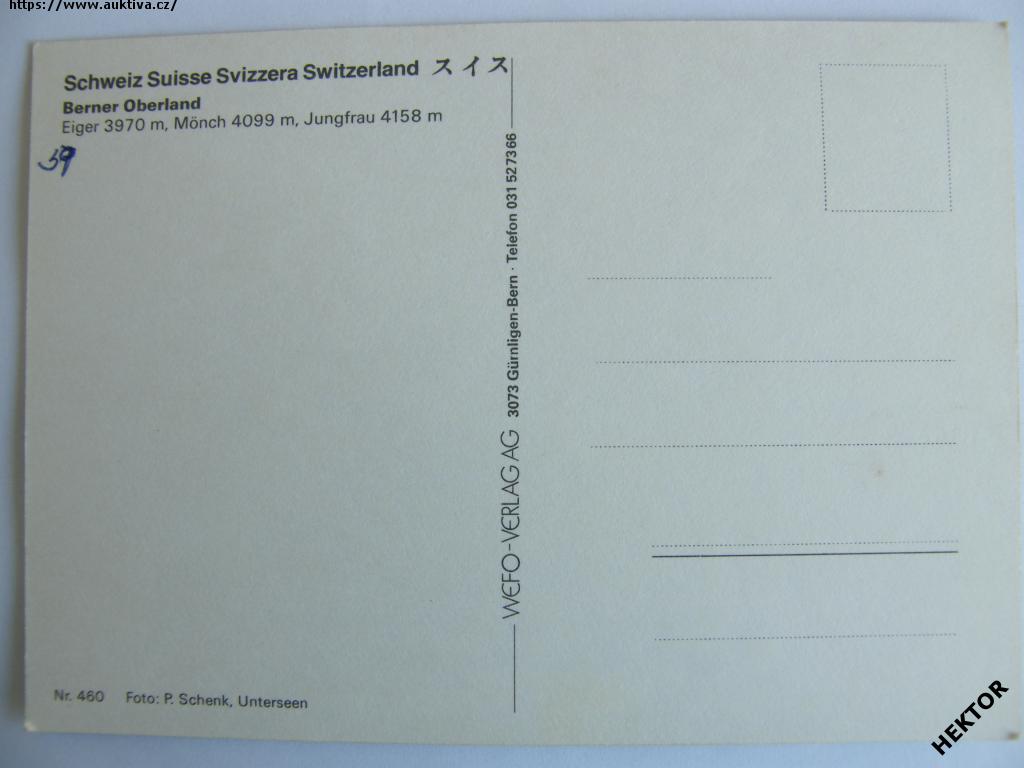 https://www.auktiva.cz/
Schweiz Suisse Svizzera Switzerland スイス
Berner Oberland
Eiger 3970 m, Mönch 4099 m, Jungfrau 4158 m
39
WEFO-VERLAG AG 3073 Gürnligen-Bern · Telefon 031 527366
Nr. 460 Foto: P. Schenk, Unterseen
HEKTOR